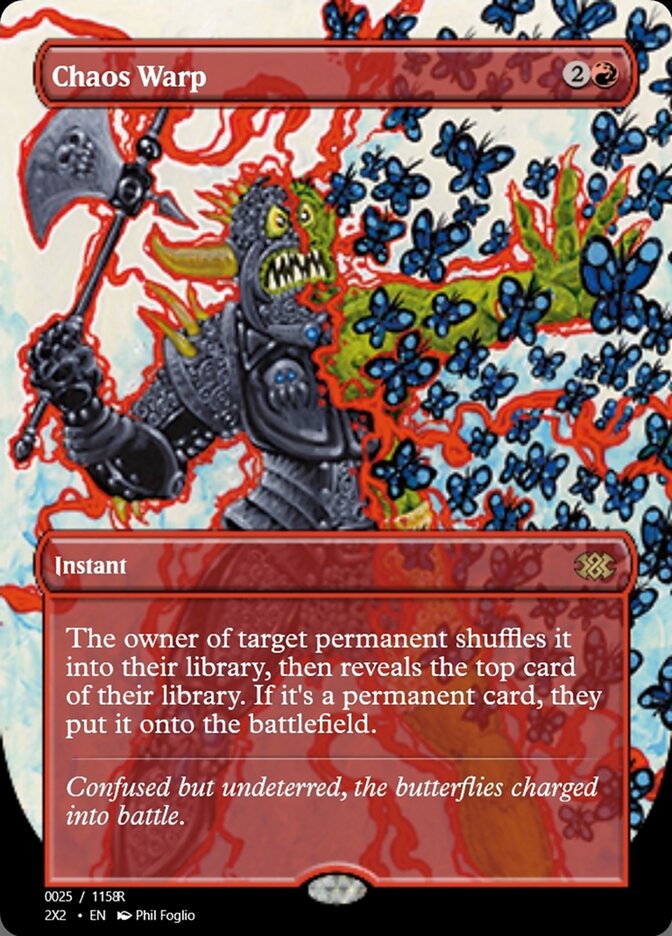 Chaos Warp 2
Instant
The owner of target permanent shuffles it
into their library, then reveals the top card
of their library. If it's a permanent card, they
put it onto the battlefield.
Confused but undeterred, the butterflies charged
into battle.
0025 / 1158R
2X2 • EN Phil Foglio